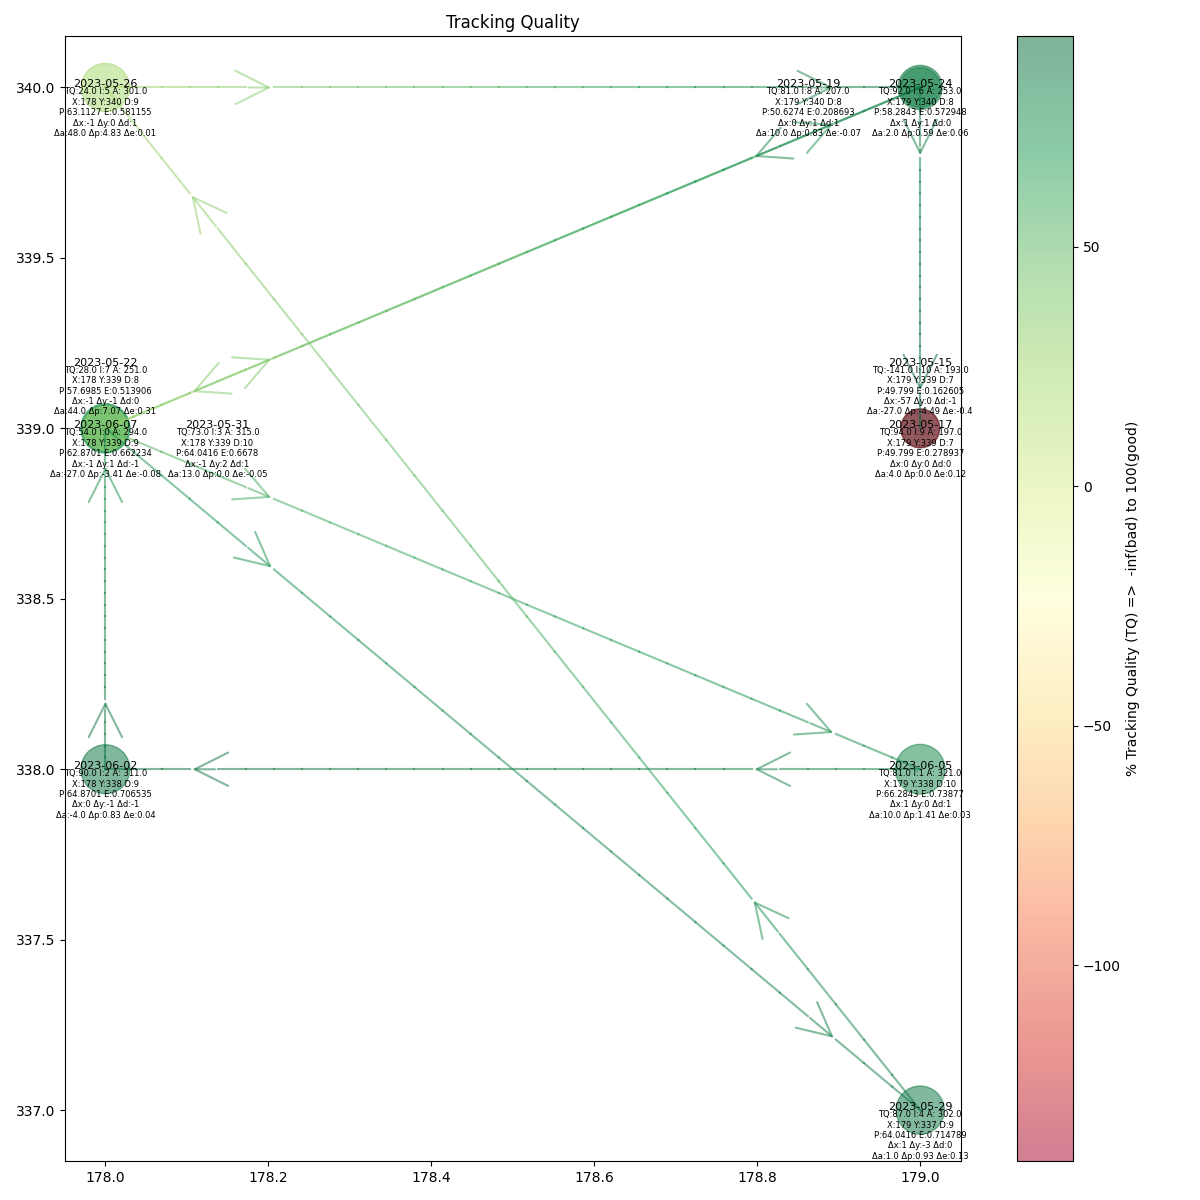 Tracking Quality
2023-05-26
TQ:24.0 I:5 A: 301.0
X:178 Y:340 D:9
P:63.1127 E:0.581155
Δx:-1 Δy:0 Δd:1
Δa:48.0 Δp:4.83 Δe:0.01
2023-05-19
TQ:81.0 I:8 A: 207.0
X:179 Y:340 D:8
P:50.6274 E:0.208693
Δx:0 Δy:1 Δd:1
Δa:10.0 Δp:0.83 Δe:-0.07
2023-05-24
TQ:92.0 I:6 A: 253.0
X:179 Y:340 D:8
P:58.2843 E:0.572948
Δx:1 Δy:1 Δd:0
Δa:2.0 Δp:0.59 Δe:0.06
2023-05-22
TQ:28.0 I:7 A: 251.0
X:178 Y:339 D:8
P:57.6985 E:0.513906
Δx:-1 Δy:-1 Δd:0
Δa:44.0 Δp:7.07 Δe:0.31
2023-05-15
TQ:-141.0 I:10 A: 193.0
X:179 Y:339 D:7
P:49.799 E:0.162605
Δx:-57 Δy:0 Δd:-1
Δa:-27.0 Δp:-4.49 Δe:-0.4
2023-06-07
TQ:54.0 I:0 A: 294.0
X:178 Y:339 D:9
P:62.8701 E:0.662234
Δx:-1 Δy:1 Δd:-1
Δa:-27.0 Δp:-3.41 Δe:-0.08
2023-05-31
TQ:73.0 I:3 A: 315.0
X:178 Y:339 D:10
P:64.0416 E:0.6678
Δx:-1 Δy:2 Δd:1
Δa:13.0 Δp:0.0 Δe:-0.05
2023-05-17
TQ:94.0 I:9 A: 197.0
X:179 Y:339 D:7
P:49.799 E:0.278937
Δx:0 Δy:0 Δd:0
Δa:4.0 Δp:0.0 Δe:0.12
2023-06-02
TQ:90.0 I:2 A: 311.0
X:178 Y:338 D:9
P:64.8701 E:0.706535
Δx:0 Δy:-1 Δd:-1
Δa:-4.0 Δp:0.83 Δe:0.04
2023-06-05
TQ:81.0 I:1 A: 321.0
X:179 Y:338 D:10
P:66.2843 E:0.73877
Δx:1 Δy:0 Δd:1
Δa:10.0 Δp:1.41 Δe:0.03
2023-05-29
TQ:87.0 I:4 A: 302.0
X:179 Y:337 D:9
P:64.0416 E:0.714789
Δx:1 Δy:-3 Δd:0
Δa:1.0 Δp:0.93 Δe:0.13
340.0
339.5
339.0
338.5
338.0
337.5
337.0
178.0
178.2
178.4
178.6
178.8
179.0
50
0
−50
−100
% Tracking Quality (TQ) =>  -inf(bad) to 100(good)